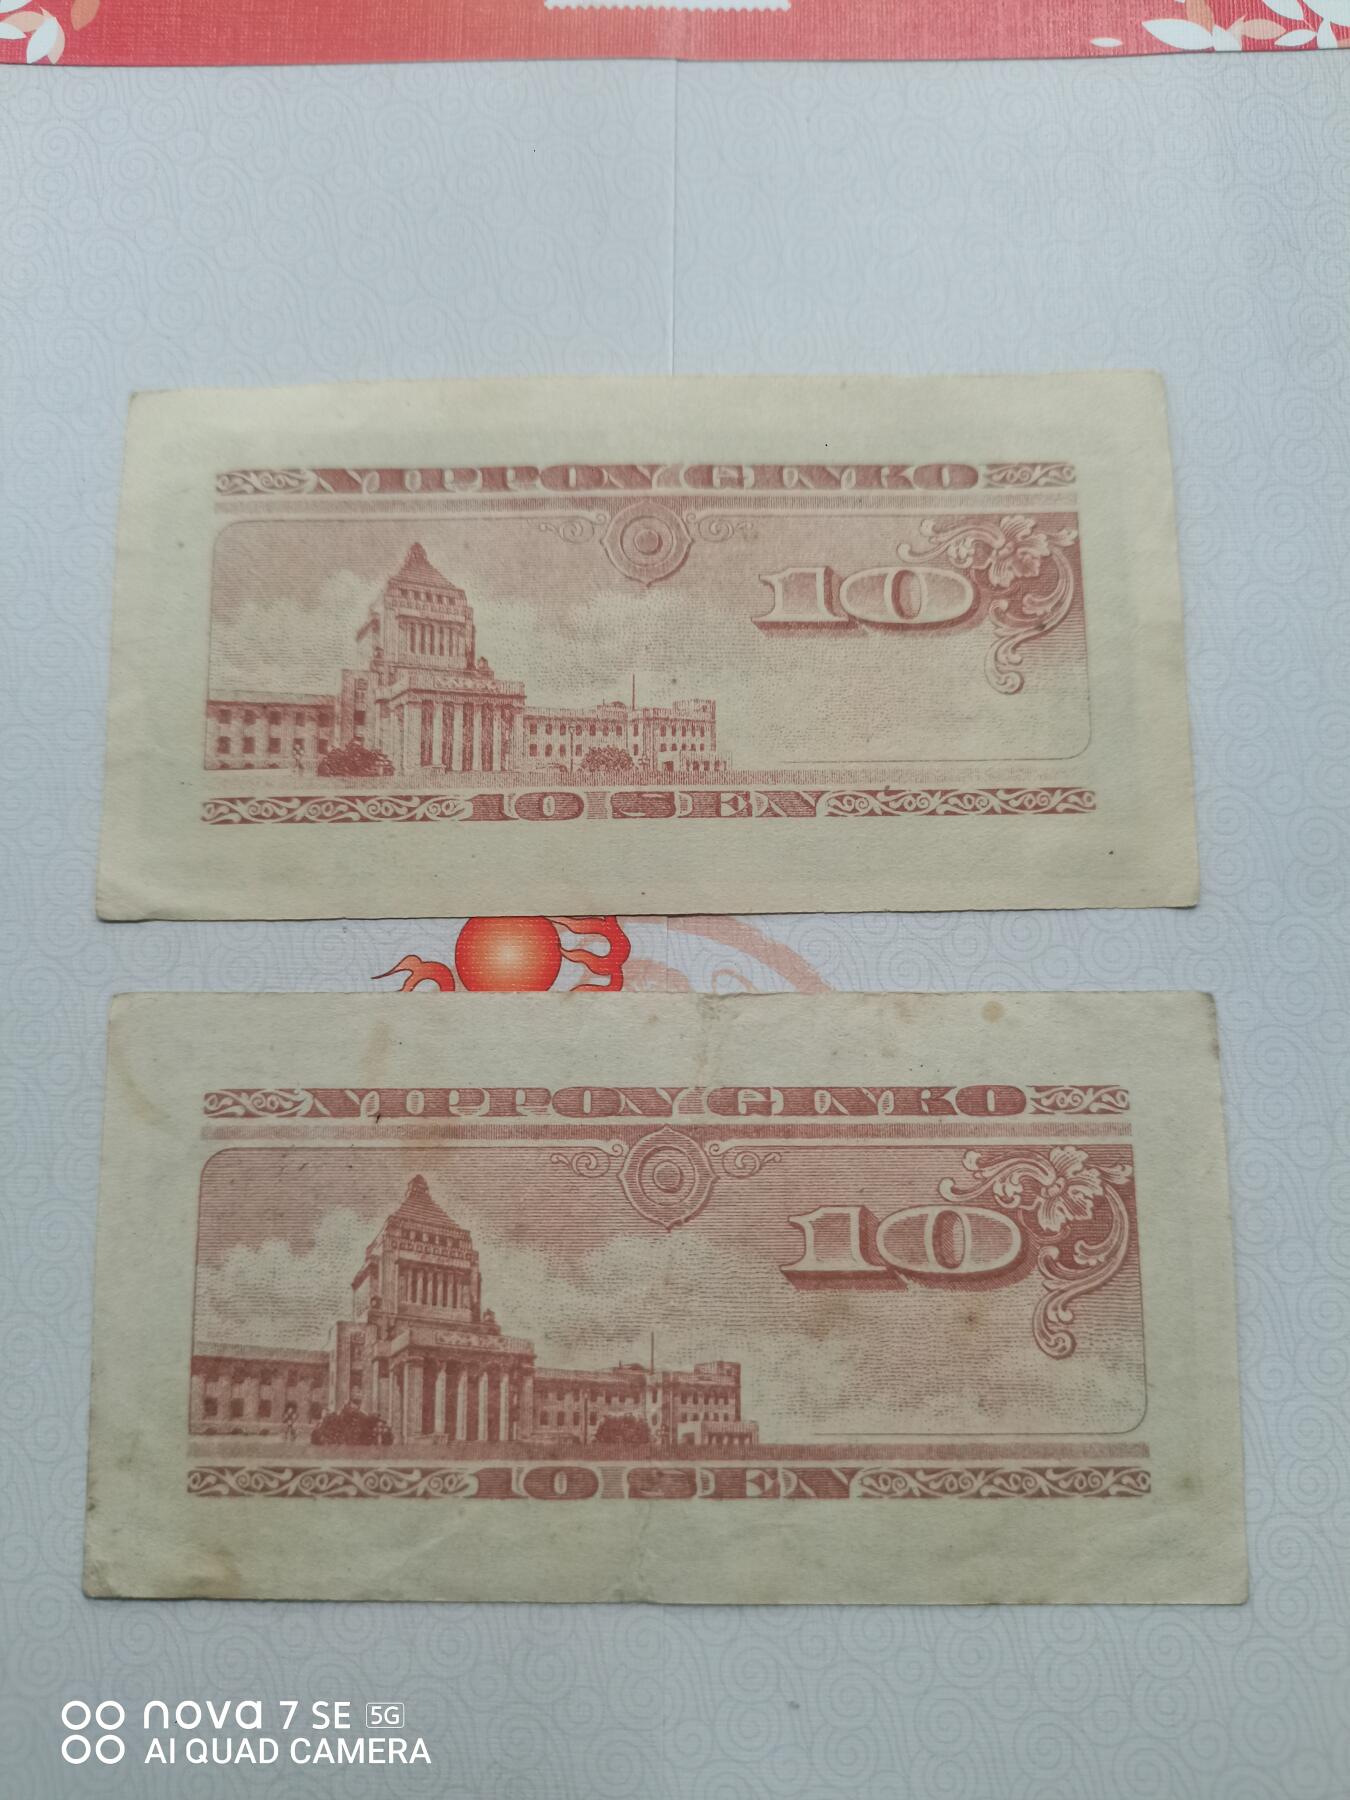 NIPPON GINKO
10
10 SEN
NIPPON GINKO
10
10 SEN
nova 7 SE 5G
AI QUAD CAMERA